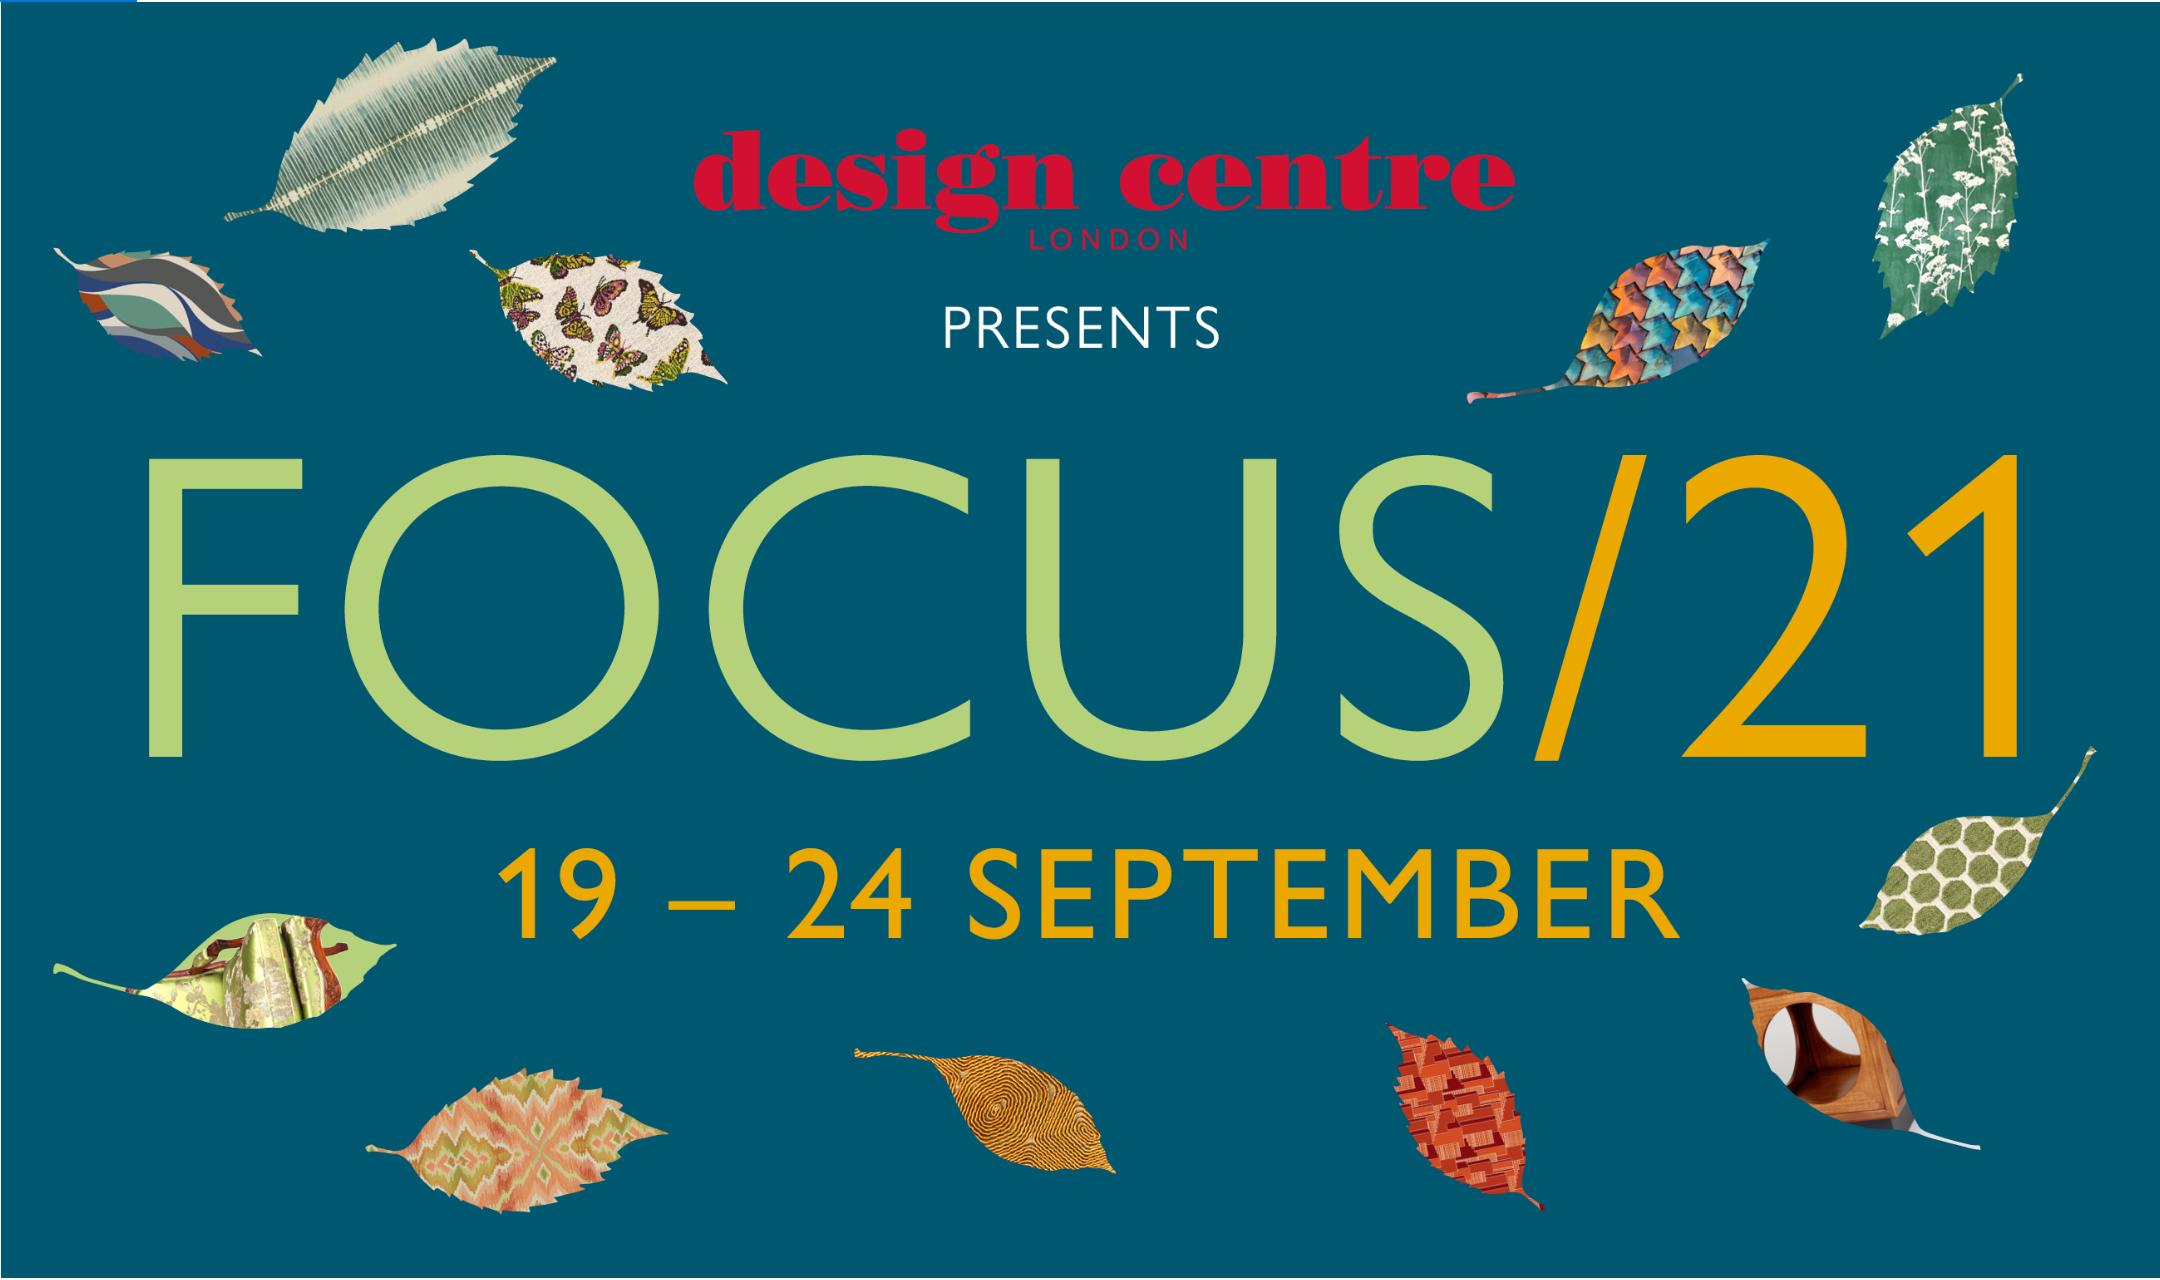 design centre
LONDON
PRESENTS
FOCUS/21
19 – 24 SEPTEMBER